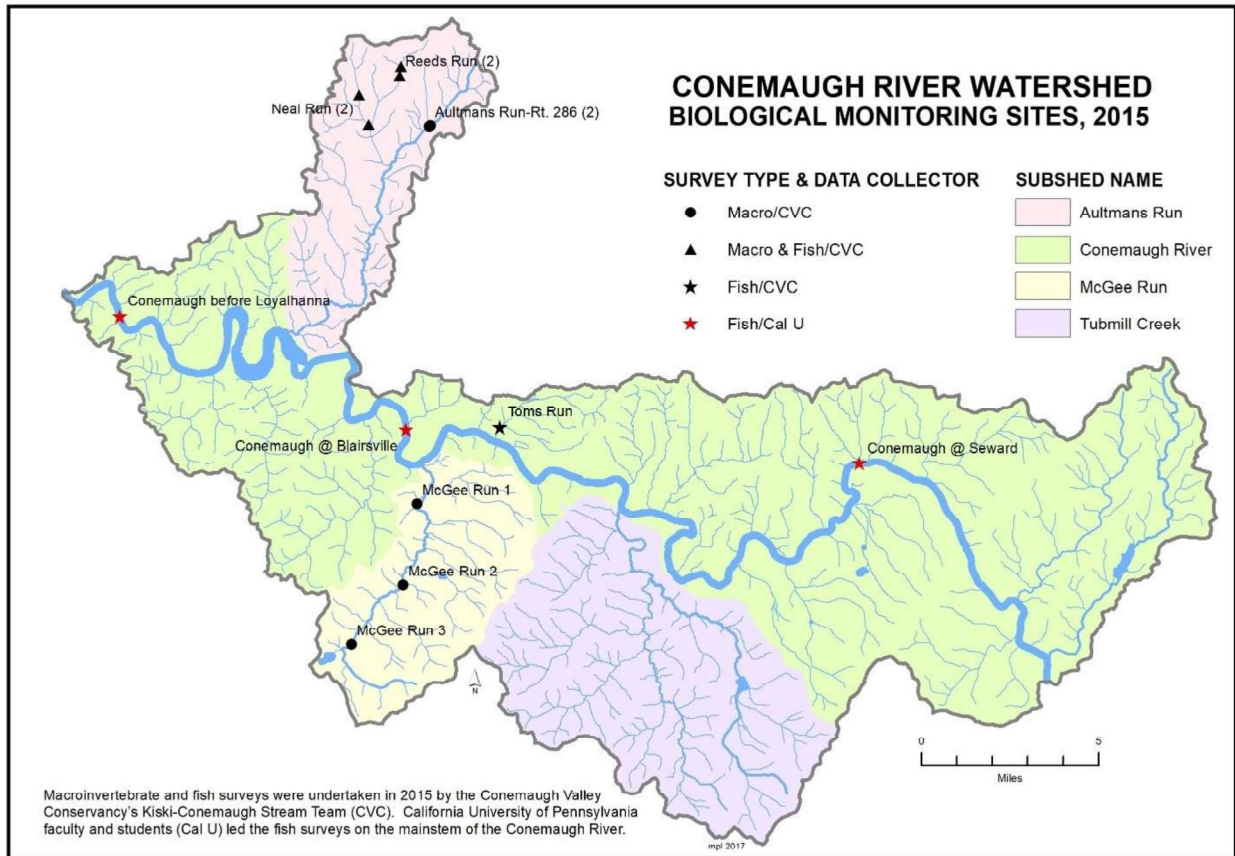 CONEMAUGH RIVER WATERSHED
BIOLOGICAL MONITORING SITES, 2015
SURVEY TYPE & DATA COLLECTOR
Macro/CVC
Macro & Fish/CVC
Fish/CVC
Fish/Cal U
SUBSHED NAME
Aultmans Run
Conemaugh River
McGee Run
Tubmill Creek
Reeds Run (2)
Neal Run (2)
Aultmans Run-Rt. 286 (2)
Conemaugh before Loyalhanna
Toms Run
Conemaugh @ Blairsville
Conemaugh @ Seward
McGee Run 1
McGee Run 2
McGee Run 3
N
0 5
Miles
Macroinvertebrate and fish surveys were undertaken in 2015 by the Conemaugh Valley
Conservancy's Kiski-Conemaugh Stream Team (CVC). California University of Pennsylvania
faculty and students (Cal U) led the fish surveys on the mainstem of the Conemaugh River.
mpl 2017